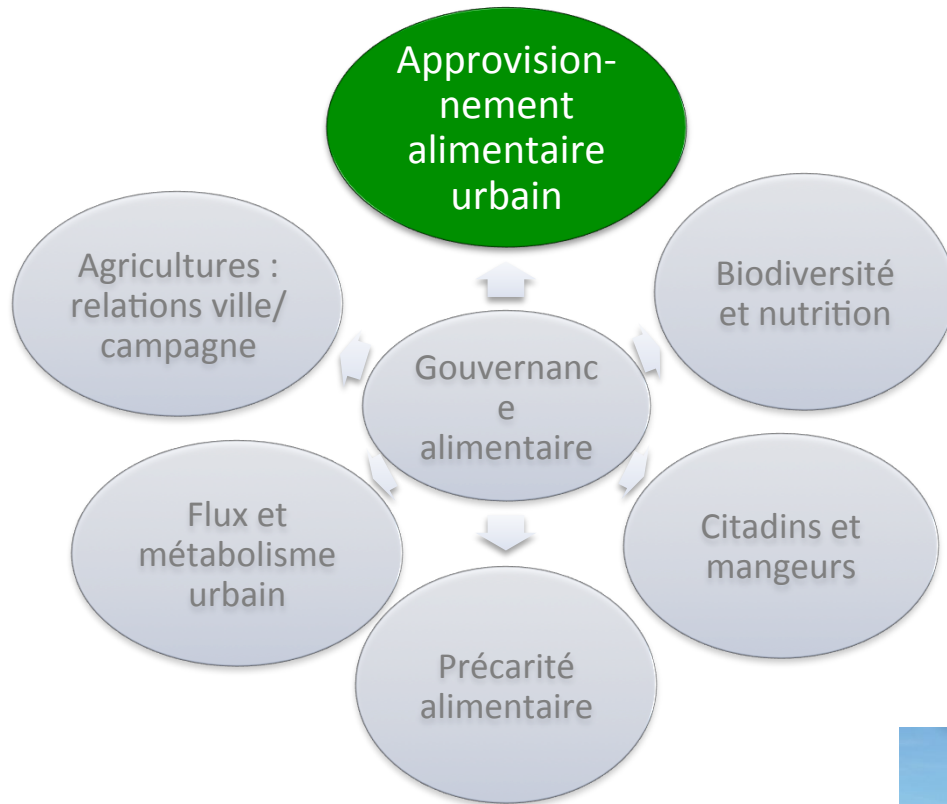 Approvision-
nement
alimentaire
urbain
Agricultures :
relations ville/
campagne
Biodiversité
et nutrition
Gouvernanc
e
alimentaire
Flux et
métabolisme
urbain
Citadins et
mangeurs
Précarité
alimentaire